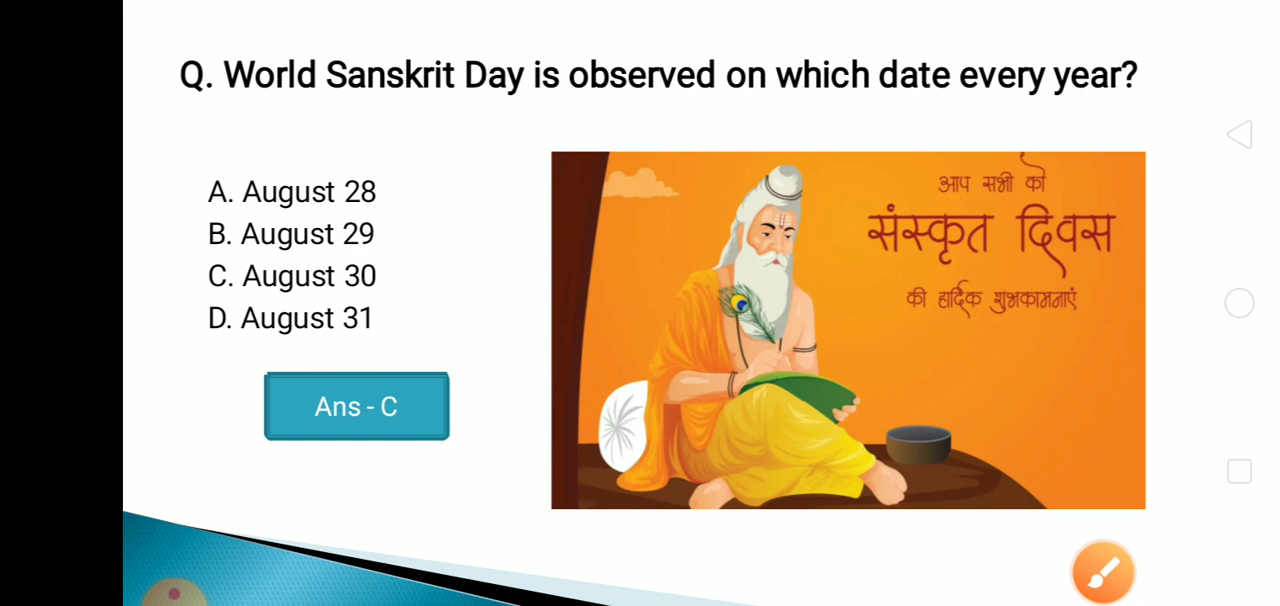 Q. World Sanskrit Day is observed on which date every year?
A. August 28
B. August 29
C. August 30
D. August 31
Ans - C
आप सभी को
संस्कृत दिवस
की हार्दिक शुभकामनाएं